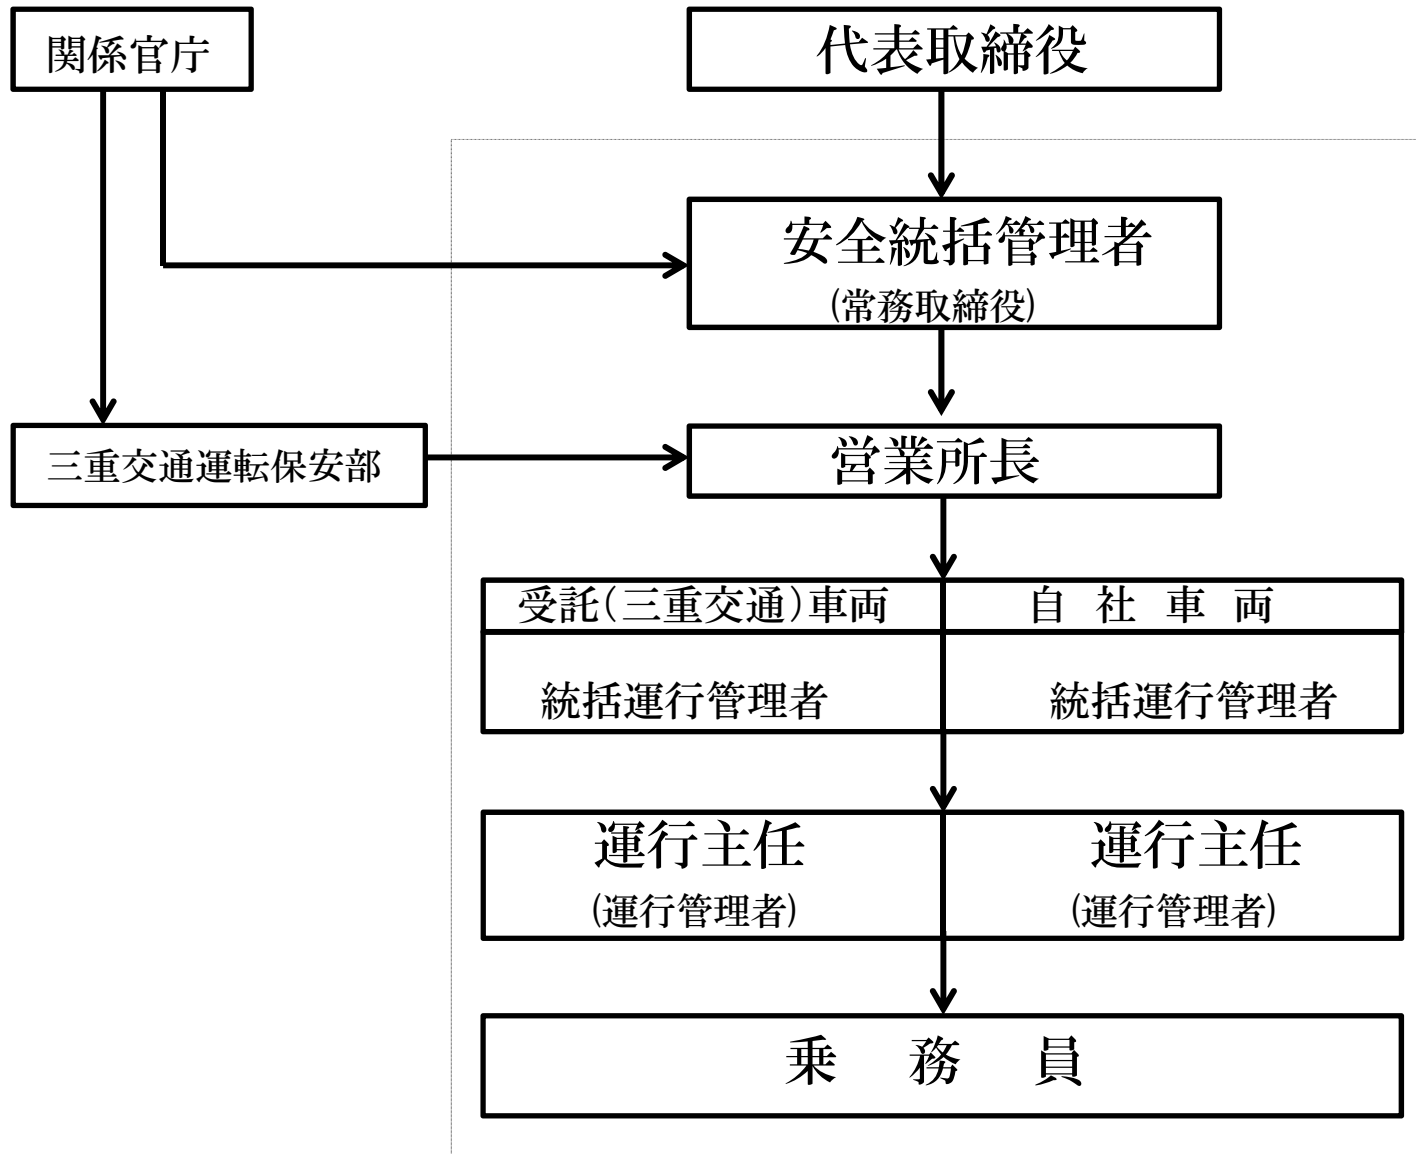 関係官庁
代表取締役
安全統括管理者
(常務取締役)
三重交通運転保安部
営業所長
受託(三重交通)車両
自社車両
統括運行管理者
統括運行管理者
運行主任
(運行管理者)
運行主任
(運行管理者)
乗務員